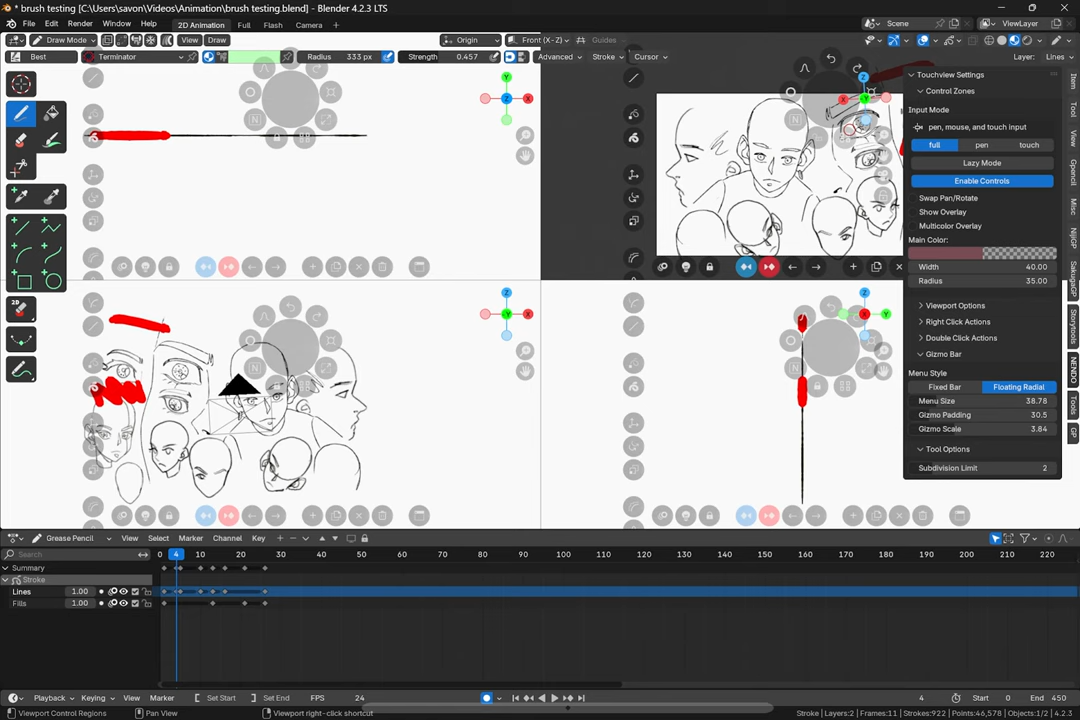 * brush testing [C:\Users\savon\Videos\Animation\brush testing.blend] - Blender 4.2.3 LTS
File Edit Render Window Help 2D Animation Full Half Camera + Scene ViewLayer
Draw Mode View Draw Origin Front (X-Z) Guides
Best Terminator Radius 333 px Strength 0.457 Advanced Stroke Cursor Layer: Lines
Y
X
N
Z
X
N
Z
X
N
Z
Y
N
2D
Touchview Settings
Control Zones
Input Mode
pen, mouse, and touch input
full pen touch
Lazy Mode
Enable Controls
Swap Pan/Rotate
Show Overlay
Multicolor Overlay
Main Color:
Width 40.00
Radius 35.00
Viewport Options
Right Click Actions
Double Click Actions
Gizmo Bar
Menu Style
Fixed Bar Floating Radial
Menu Size 38.78
Gizmo Padding 30.5
Gizmo Scale 3.84
Tool Options
Subdivision Limit 2
Item
Tool
View
Gpencil
Misc
NijiGP
SakugaGP
Storytools
NENDO
Tools
GP
Grease Pencil View Select Marker Channel Key
Search 0 4 10 20 30 40 50 60 70 80 90 100 110 120 130 140 150 160 170 180 190 200 210 220
Summary
Stroke
Lines 1.00
Fills 1.00
Playback Keying View Marker Set Start Set End FPS 24 4 Start 0 End 450
Viewport Control Regions Pan View Viewport right-click shortcut Stroke | Layers:2 | Frames:11 | Strokes:922 | Points:46,578 | Objects:1/2 | 4.2.3